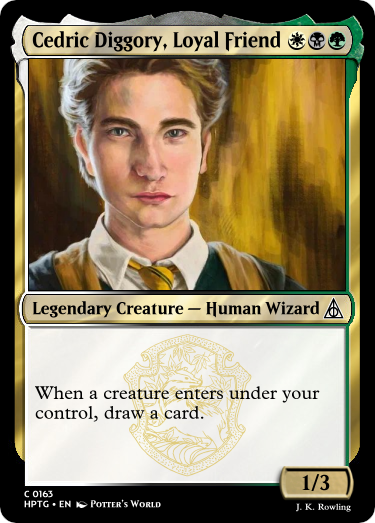 Cedric Diggory, Loyal Friend
Legendary Creature — Human Wizard
When a creature enters under your
control, draw a card.
1/3
C 0163
HPTG • EN Potter's World
J. K. Rowling